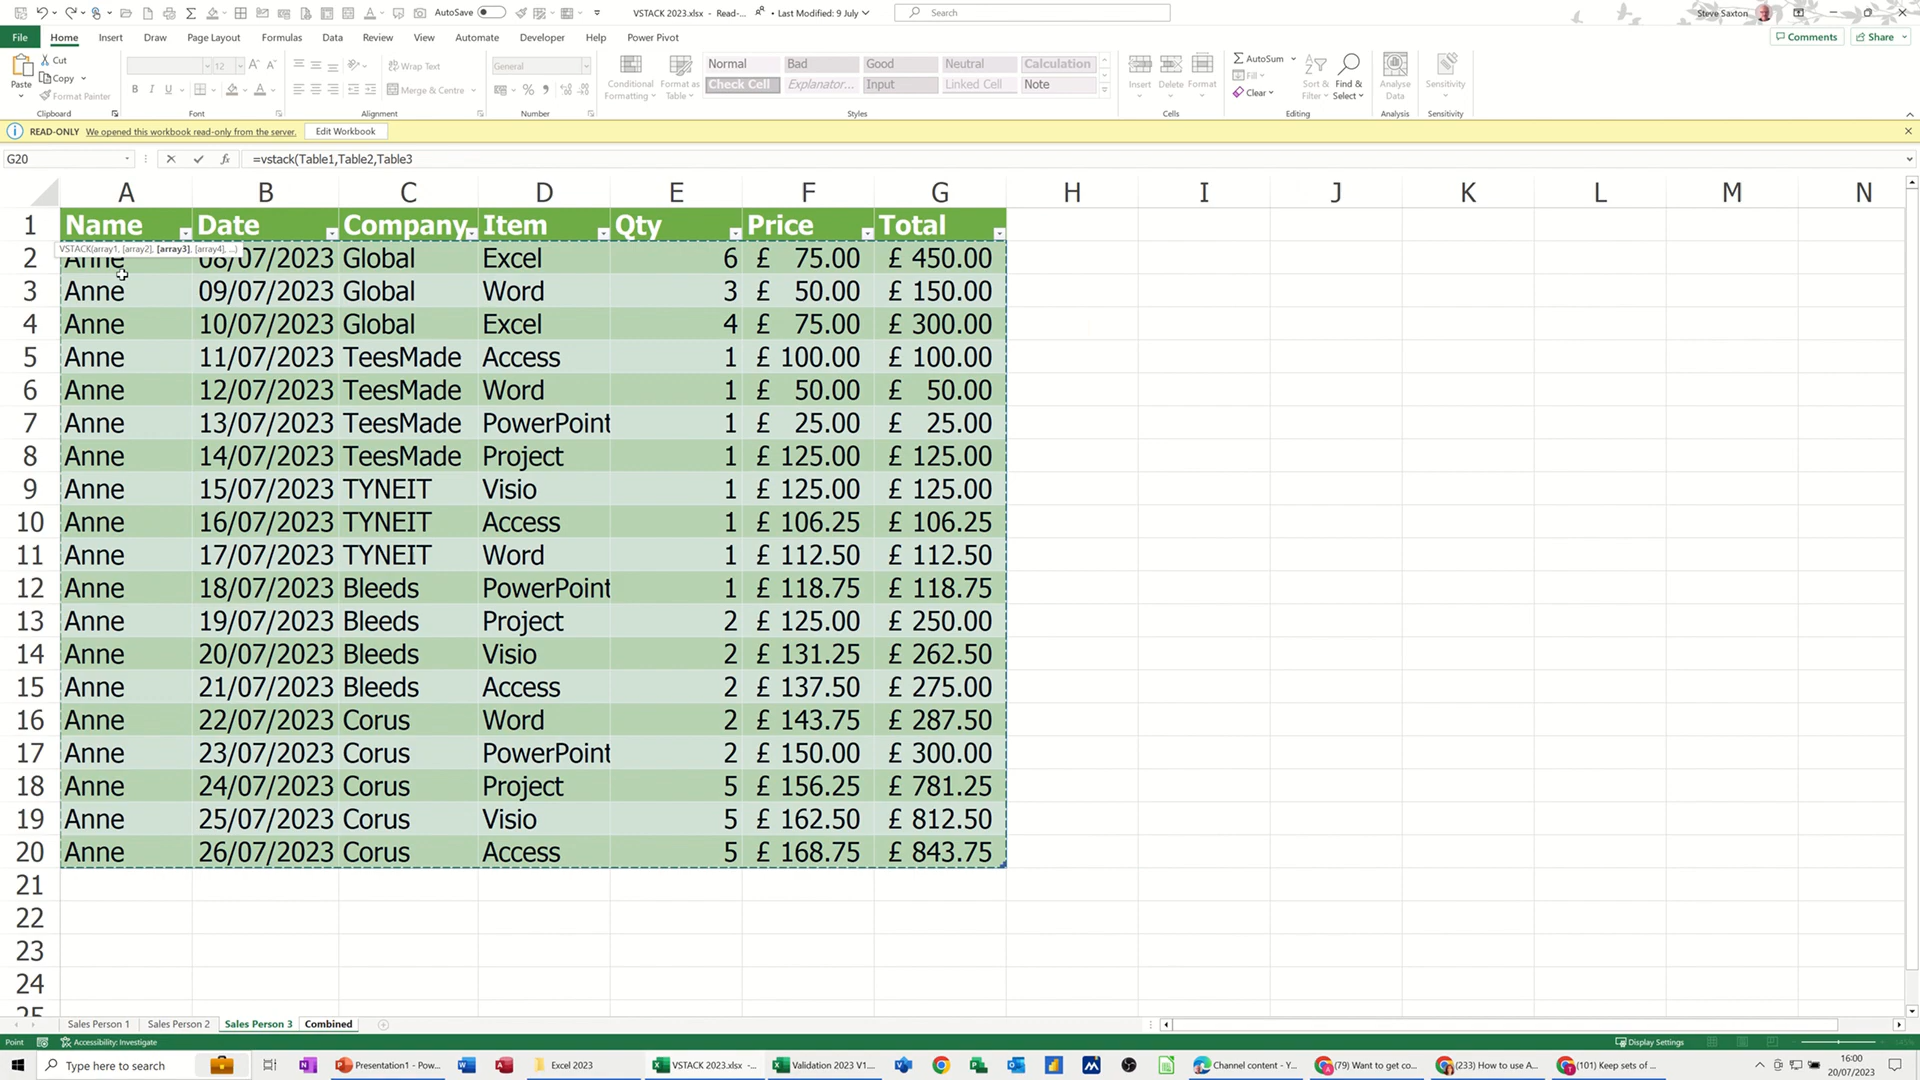 AutoSave
VSTACK 2023.xlsx - Read-... • Last Modified: 9 July
Search
Steve Saxton
File Home Insert Draw Page Layout Formulas Data Review View Automate Developer Help Power Pivot
Comments Share
Paste Cut Copy Format Painter
Clipboard
12
Font
Wrap Text
Merge & Centre
Alignment
General
Number
Conditional Formatting
Format as Table
Normal Bad Good Neutral Calculation
Check Cell Explanator... Input Linked Cell Note
Styles
Insert Delete Format
Cells
AutoSum
Fill
Clear
Sort & Filter
Find & Select
Editing
Analyse Data
Analysis
Sensitivity
Sensitivity
READ-ONLY We opened this workbook read-only from the server. Edit Workbook
G20 =vstack(Table1,Table2,Table3
A B C D E F G H I J K L M N
1 Name Date Company Item Qty Price Total
VSTACK(array1, [array2], [array3], [array4], ...)
2 Anne 08/07/2023 Global Excel 6 £ 75.00 £ 450.00
3 Anne 09/07/2023 Global Word 3 £ 50.00 £ 150.00
4 Anne 10/07/2023 Global Excel 4 £ 75.00 £ 300.00
5 Anne 11/07/2023 TeesMade Access 1 £ 100.00 £ 100.00
6 Anne 12/07/2023 TeesMade Word 1 £ 50.00 £ 50.00
7 Anne 13/07/2023 TeesMade PowerPoint 1 £ 25.00 £ 25.00
8 Anne 14/07/2023 TeesMade Project 1 £ 125.00 £ 125.00
9 Anne 15/07/2023 TYNEIT Visio 1 £ 125.00 £ 125.00
10 Anne 16/07/2023 TYNEIT Access 1 £ 106.25 £ 106.25
11 Anne 17/07/2023 TYNEIT Word 1 £ 112.50 £ 112.50
12 Anne 18/07/2023 Bleeds PowerPoint 1 £ 118.75 £ 118.75
13 Anne 19/07/2023 Bleeds Project 2 £ 125.00 £ 250.00
14 Anne 20/07/2023 Bleeds Visio 2 £ 131.25 £ 262.50
15 Anne 21/07/2023 Bleeds Access 2 £ 137.50 £ 275.00
16 Anne 22/07/2023 Corus Word 2 £ 143.75 £ 287.50
17 Anne 23/07/2023 Corus PowerPoint 2 £ 150.00 £ 300.00
18 Anne 24/07/2023 Corus Project 5 £ 156.25 £ 781.25
19 Anne 25/07/2023 Corus Visio 5 £ 162.50 £ 812.50
20 Anne 26/07/2023 Corus Access 5 £ 168.75 £ 843.75
21
22
23
24
25
Sales Person 1 Sales Person 2 Sales Person 3 Combined
Point Accessibility: Investigate
Display Settings
Type here to search
Presentation1 - Pow...
Excel 2023
VSTACK 2023.xlsx -...
Validation 2023 V1...
Channel content - Y...
(79) Want to get co...
(233) How to use A...
(101) Keep sets of ...
16:00
20/07/2023